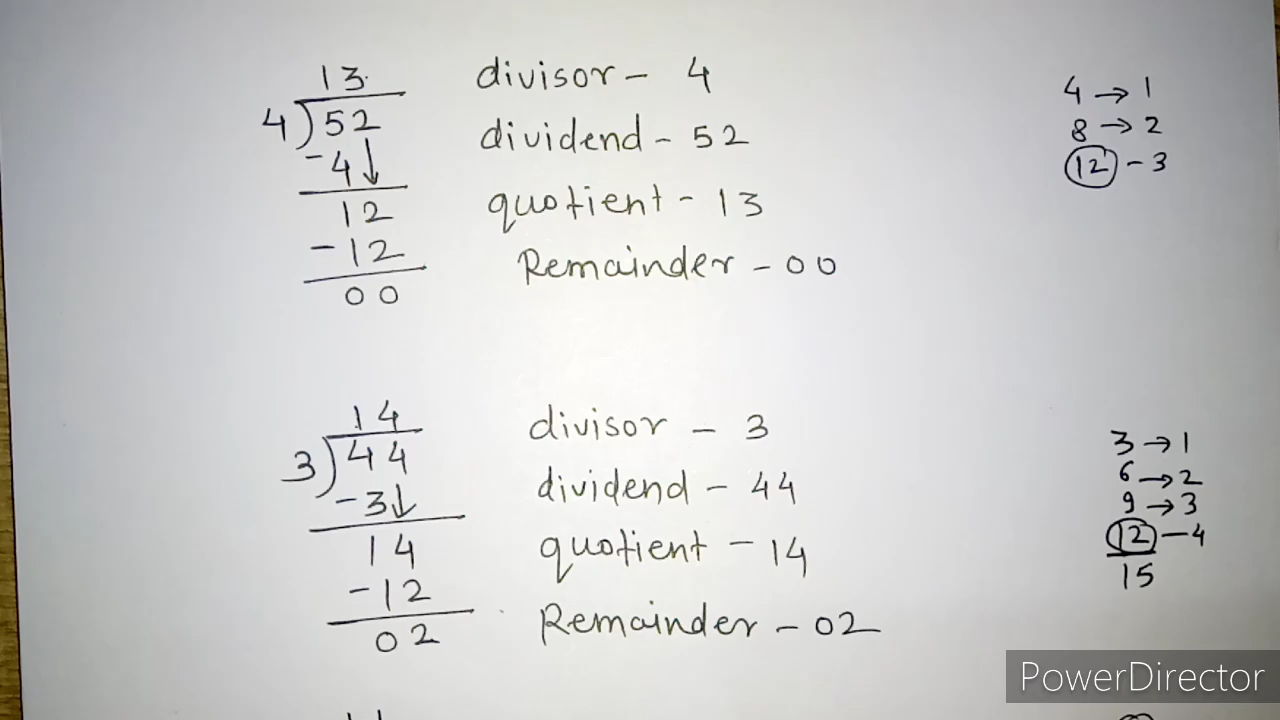 13
4)52
-4↓
12
-12
00
divisor - 4
dividend - 52
quotient - 13
Remainder - 00
4 → 1
8 → 2
12 - 3
14
3)44
-3↓
14
-12
02
divisor - 3
dividend - 44
quotient - 14
Remainder - 02
3 → 1
6 → 2
9 → 3
12 - 4
15
PowerDirector